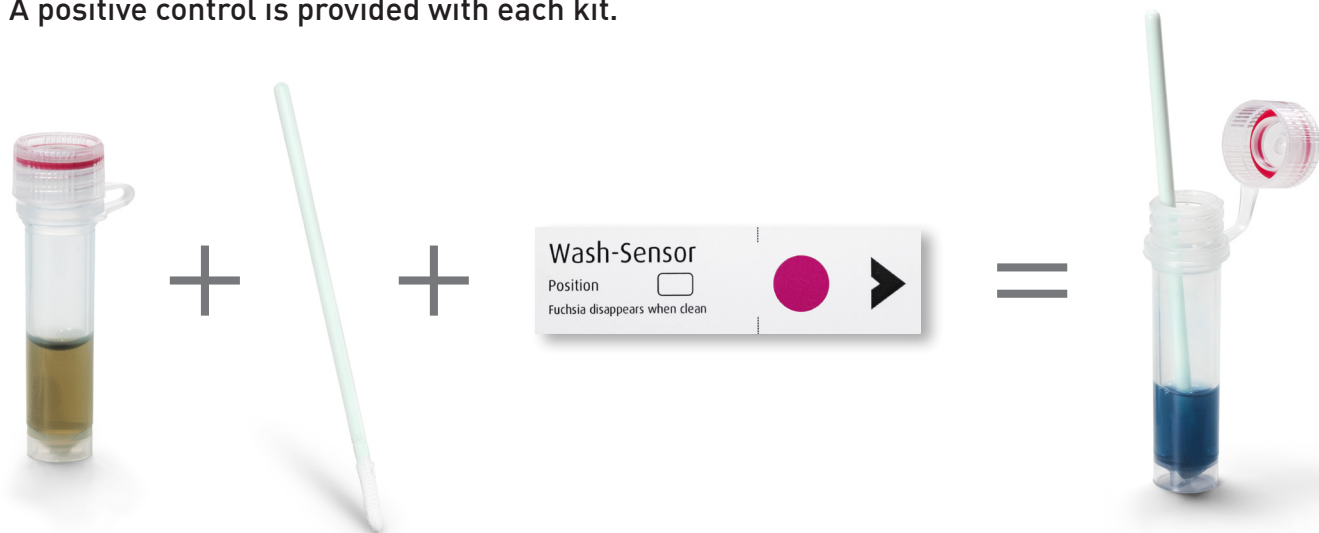 A positive control is provided with each kit.
Wash-Sensor
Position
Fuchsia disappears when clean